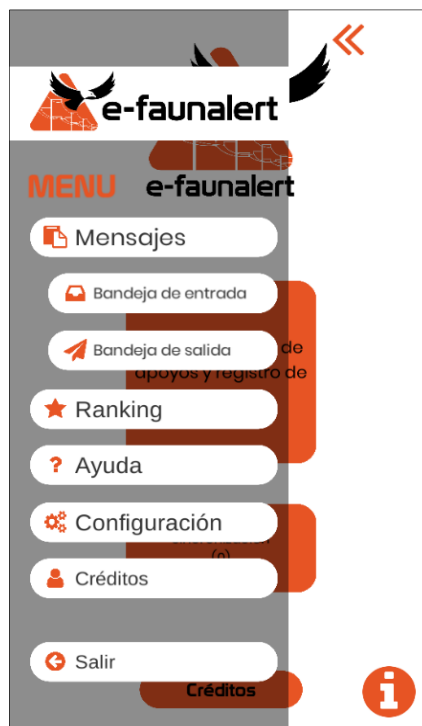 e-faunalert
MENU
e-faunalert
Mensajes
Bandeja de entrada
Bandeja de salida
de
apoyos y registro de
Ranking
Ayuda
Configuración
(0)
Créditos
Salir
Créditos